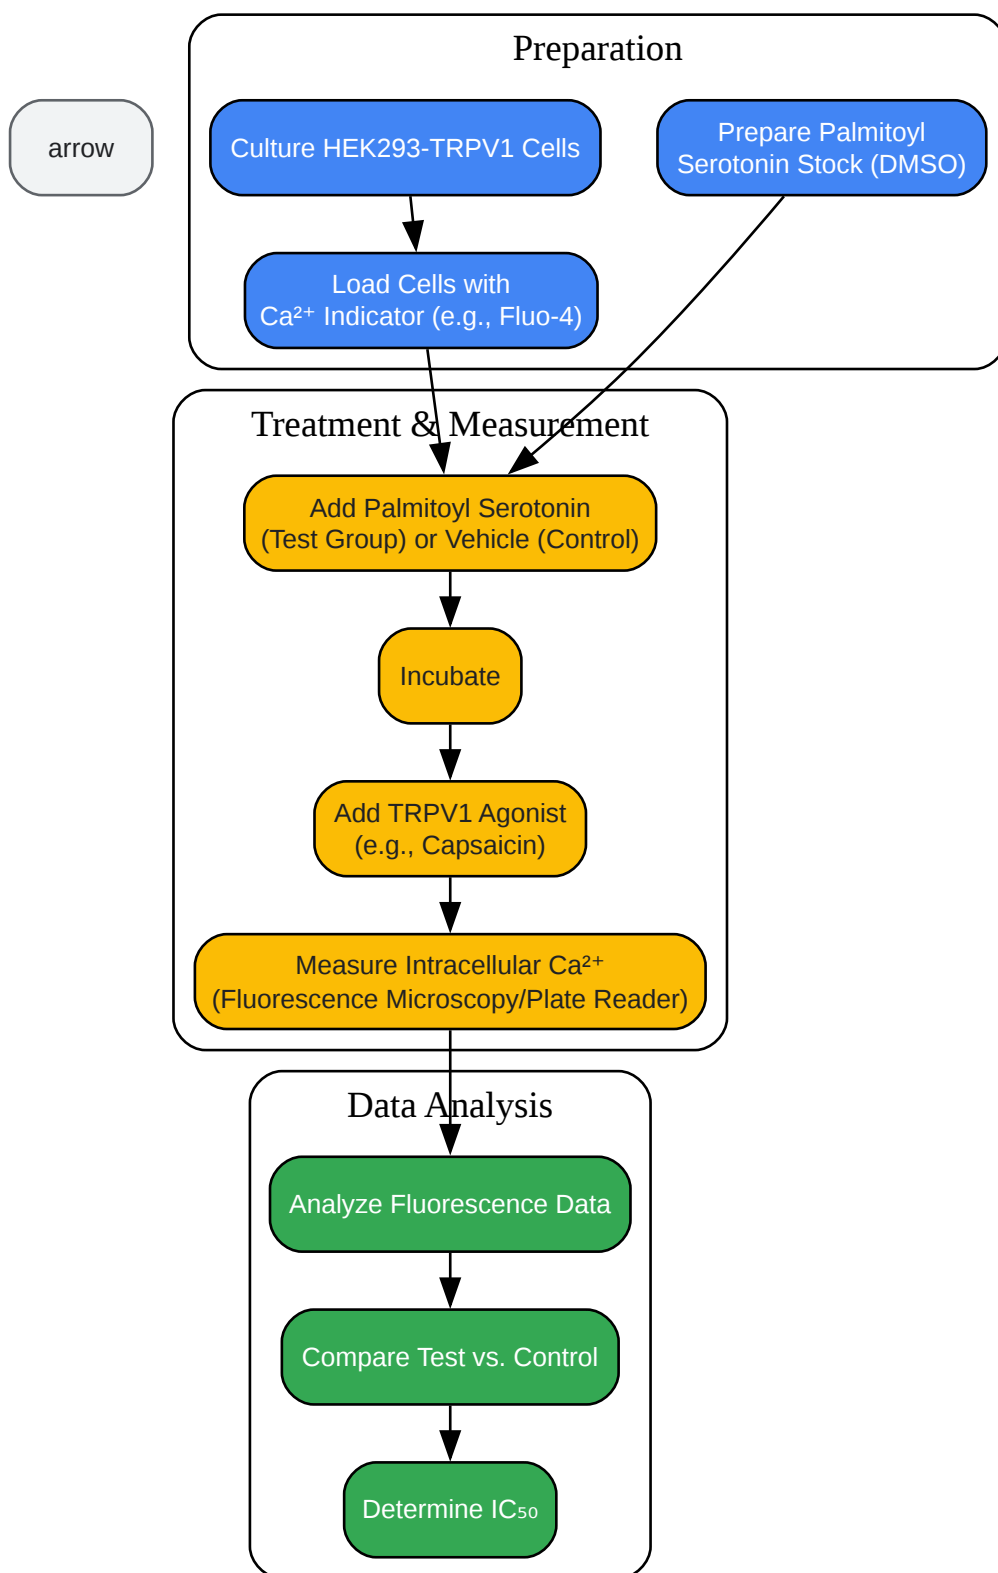 Preparation
arrow
Culture HEK293-TRPV1 Cells
Prepare Palmitoyl
Serotonin Stock (DMSO)
Load Cells with
Ca²⁺ Indicator (e.g., Fluo-4)
Treatment & Measurement
Add Palmitoyl Serotonin
(Test Group) or Vehicle (Control)
Incubate
Add TRPV1 Agonist
(e.g., Capsaicin)
Measure Intracellular Ca²⁺
(Fluorescence Microscopy/Plate Reader)
Data Analysis
Analyze Fluorescence Data
Compare Test vs. Control
Determine IC₅₀